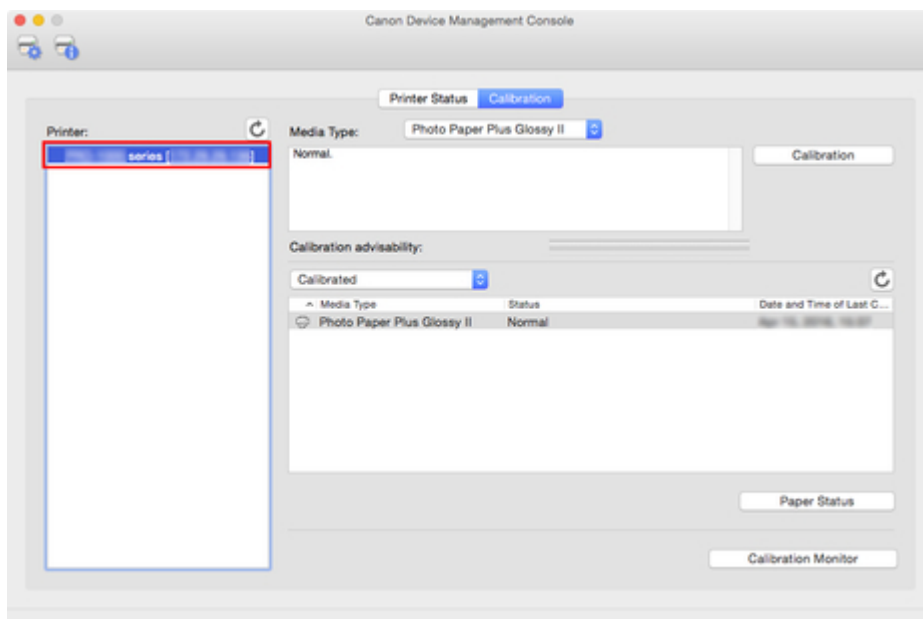 Canon Device Management Console
Printer Status Calibration
Printer:
series [ ]
Media Type: Photo Paper Plus Glossy II
Normal.
Calibration
Calibration advisability:
Calibrated
Media Type Status Date and Time of Last C...
Photo Paper Plus Glossy II Normal
Paper Status
Calibration Monitor